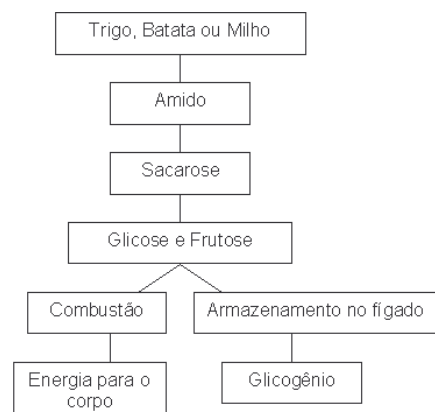 Trigo, Batata ou Milho
Amido
Sacarose
Glicose e Frutose
Combustão
Armazenamento no fígado
Energia para o
corpo
Glicogênio